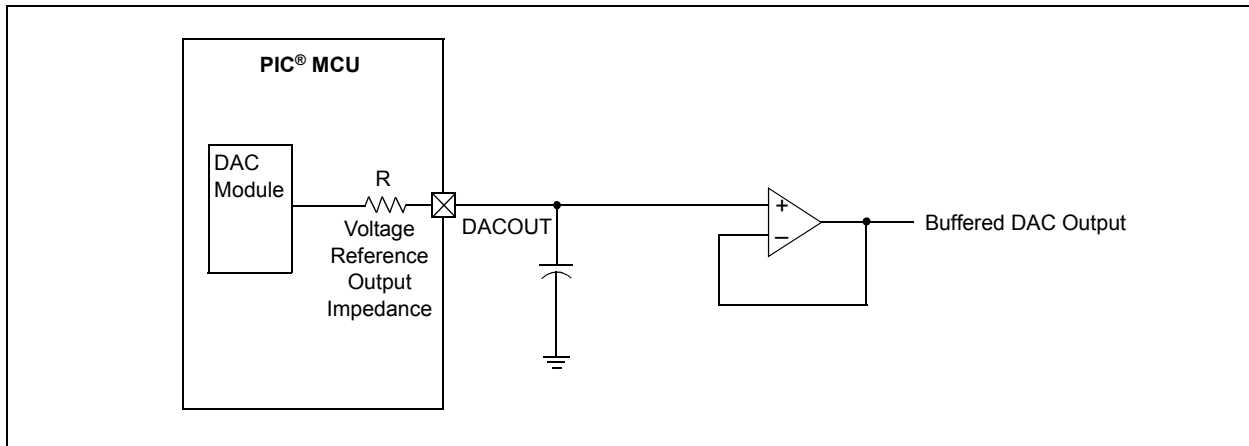 PIC® MCU
DAC
Module
R
Voltage
Reference
Output
Impedance
DACOUT
+
–
Buffered DAC Output